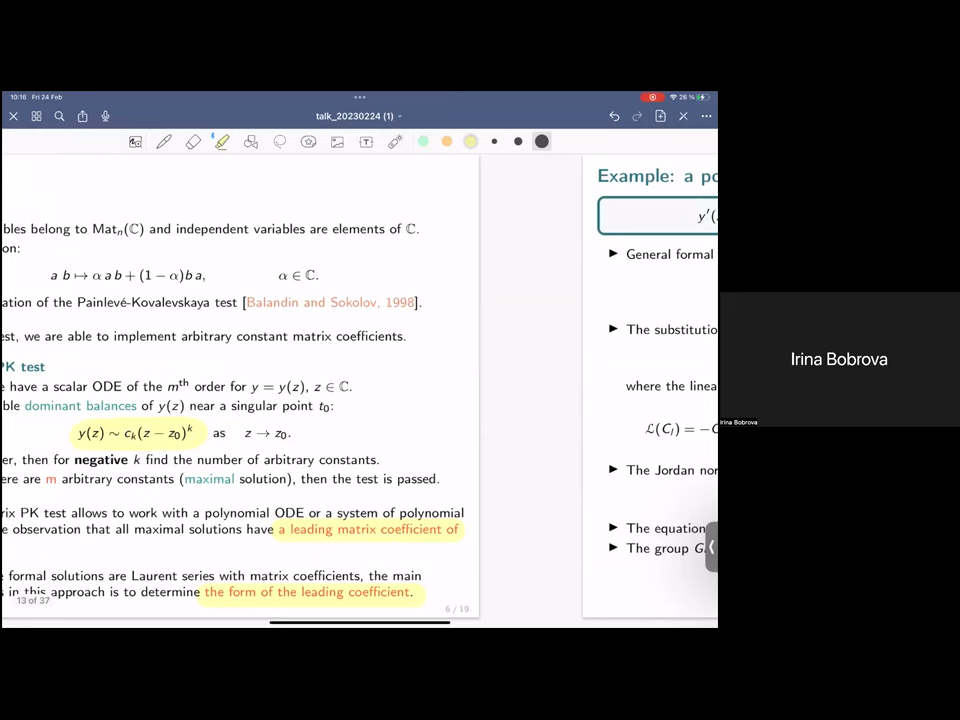 10:16 Fri 24 Feb
26 %
talk_20230224 (1)
bles belong to Matₙ(ℂ) and independent variables are elements of ℂ.
on:
a b ↦ α a b + (1 − α)b a, α ∈ ℂ.
ation of the Painlevé-Kovalevskaya test [Balandin and Sokolov, 1998].
est, we are able to implement arbitrary constant matrix coefficients.
PK test
e have a scalar ODE of the mᵗʰ order for y = y(z), z ∈ ℂ.
ble dominant balances of y(z) near a singular point t₀:
y(z) ∼ cₖ(z − z₀)ᵏ as z → z₀.
er, then for negative k find the number of arbitrary constants.
ere are m arbitrary constants (maximal solution), then the test is passed.
rix PK test allows to work with a polynomial ODE or a system of polynomial
e observation that all maximal solutions have a leading matrix coefficient of
e formal solutions are Laurent series with matrix coefficients, the main
s in this approach is to determine the form of the leading coefficient.
13 of 37
6 / 19
Example: a po
y′(
General formal
The substitutio
where the linea
ℒ(Cₗ) = −C
The Jordan nor
The equation
The group G
Irina Bobrova
Irina Bobrova